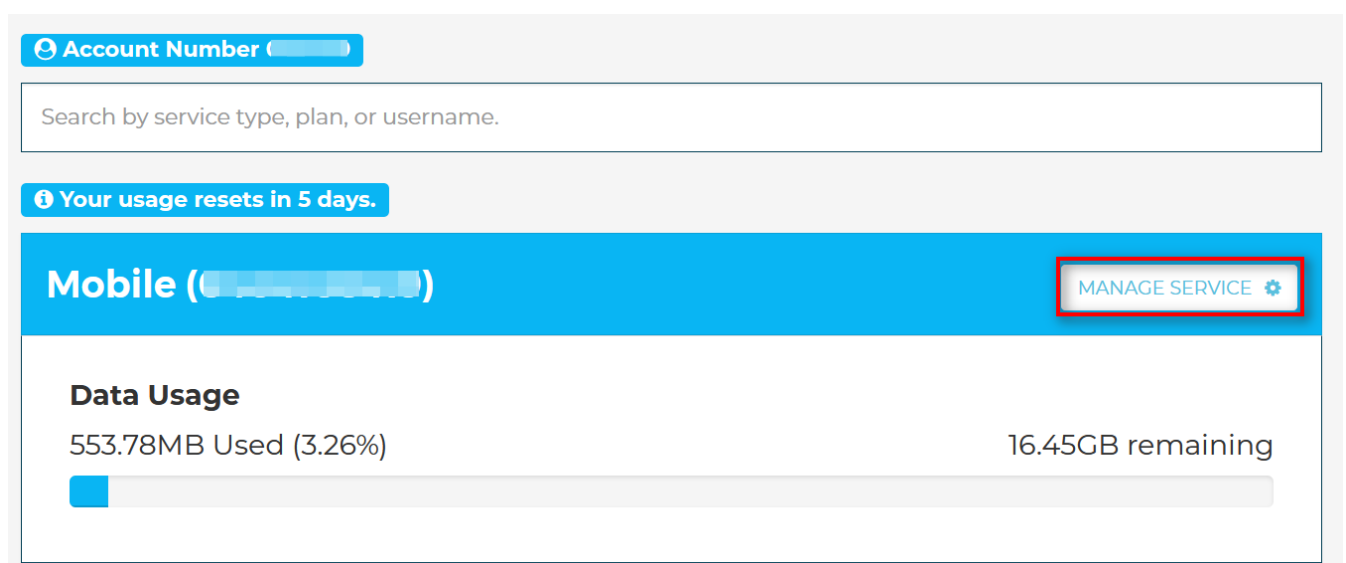 Account Number
Search by service type, plan, or username.
Your usage resets in 5 days.
Mobile
MANAGE SERVICE
Data Usage
553.78MB Used (3.26%)
16.45GB remaining